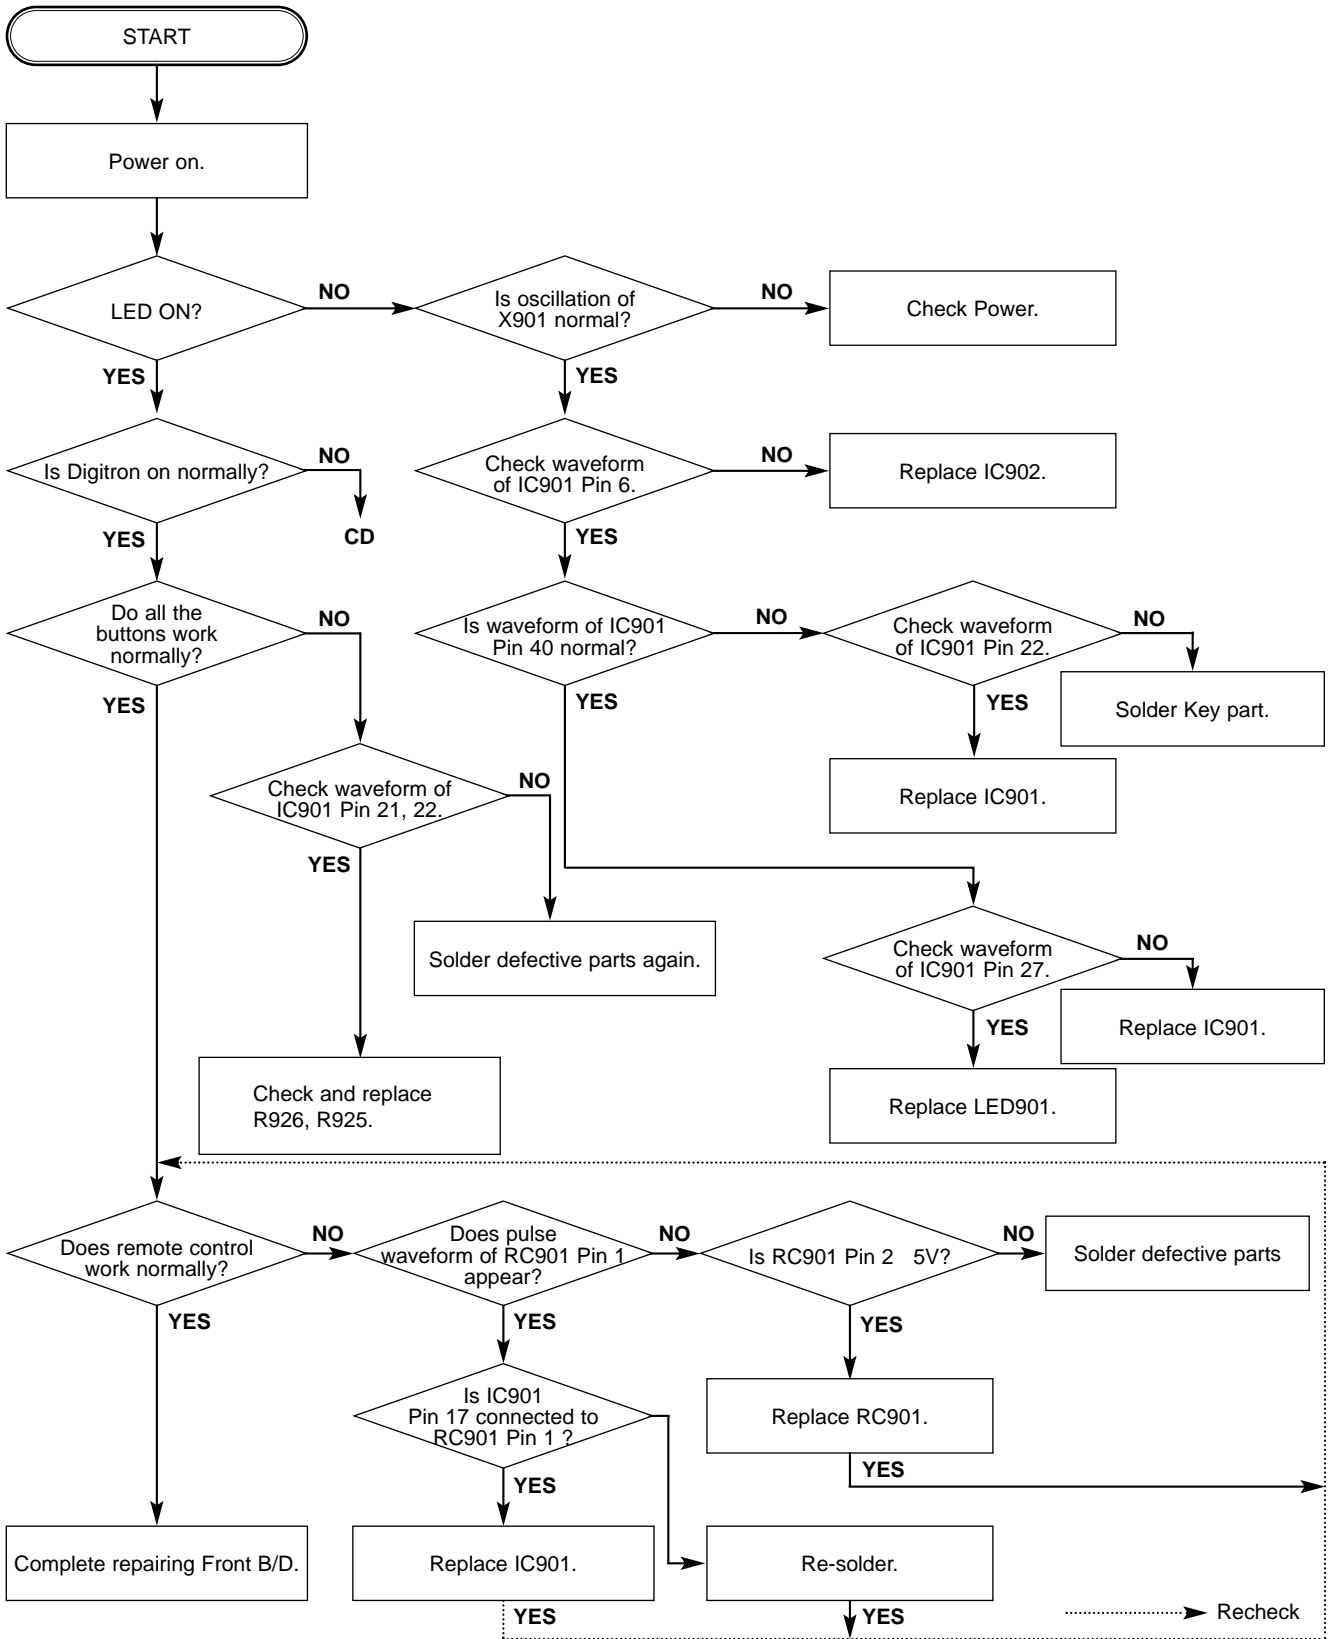 START
Power on.
LED ON?
NO
Is oscillation of
X901 normal?
NO
Check Power.
YES
YES
Is Digitron on normally?
NO
CD
Check waveform
of IC901 Pin 6.
NO
Replace IC902.
YES
YES
Do all the
buttons work
normally?
NO
Is waveform of IC901
Pin 40 normal?
NO
Check waveform
of IC901 Pin 22.
NO
Solder Key part.
YES
YES
YES
Replace IC901.
Check waveform of
IC901 Pin 21, 22.
NO
YES
Solder defective parts again.
Check waveform
of IC901 Pin 27.
NO
Replace IC901.
YES
Replace LED901.
Check and replace
R926, R925.
Does remote control
work normally?
NO
Does pulse
waveform of RC901 Pin 1
appear?
NO
Is RC901 Pin 2 5V?
NO
Solder defective parts
YES
YES
YES
Is IC901
Pin 17 connected to
RC901 Pin 1 ?
Replace RC901.
YES
YES
Complete repairing Front B/D.
Replace IC901.
Re-solder.
YES
YES
Recheck